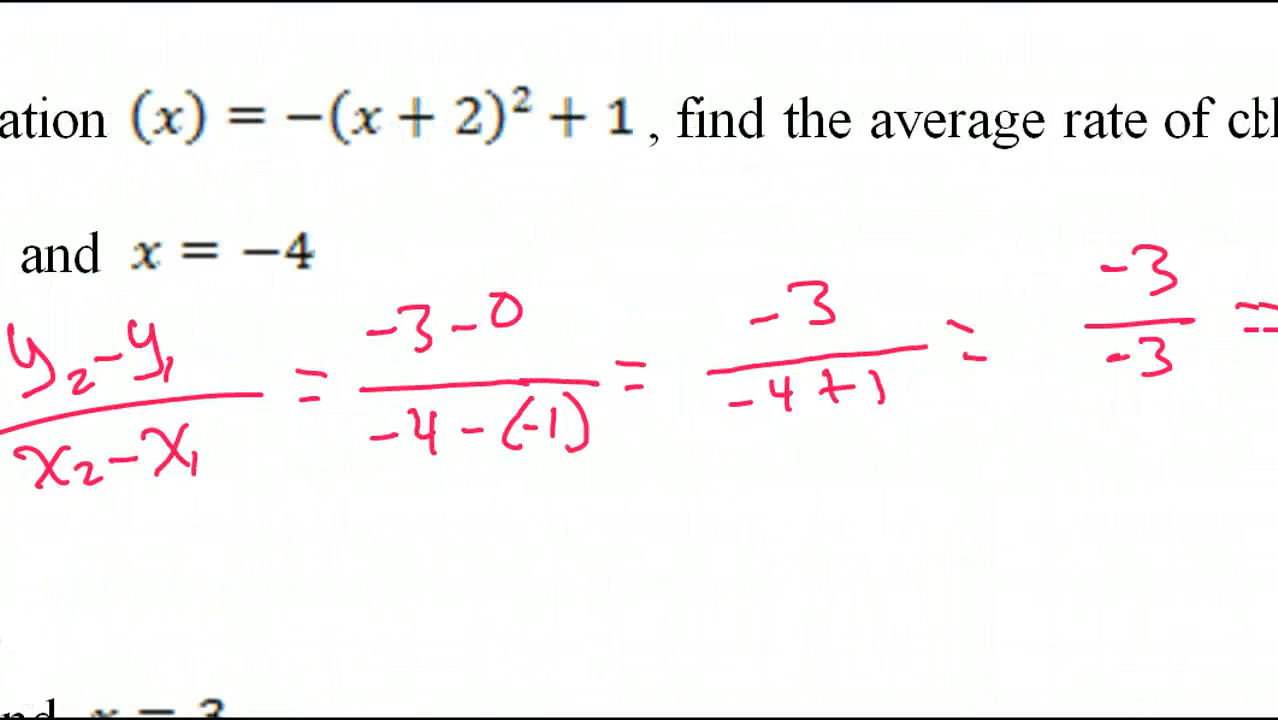 ation (x) = −(x + 2)² + 1 , find the average rate of
and x = −4
y₂-y₁ / x₂-x₁ = -3-0 / -4-(-1) = -3 / -4+1 = -3 / -3 =
x = 3